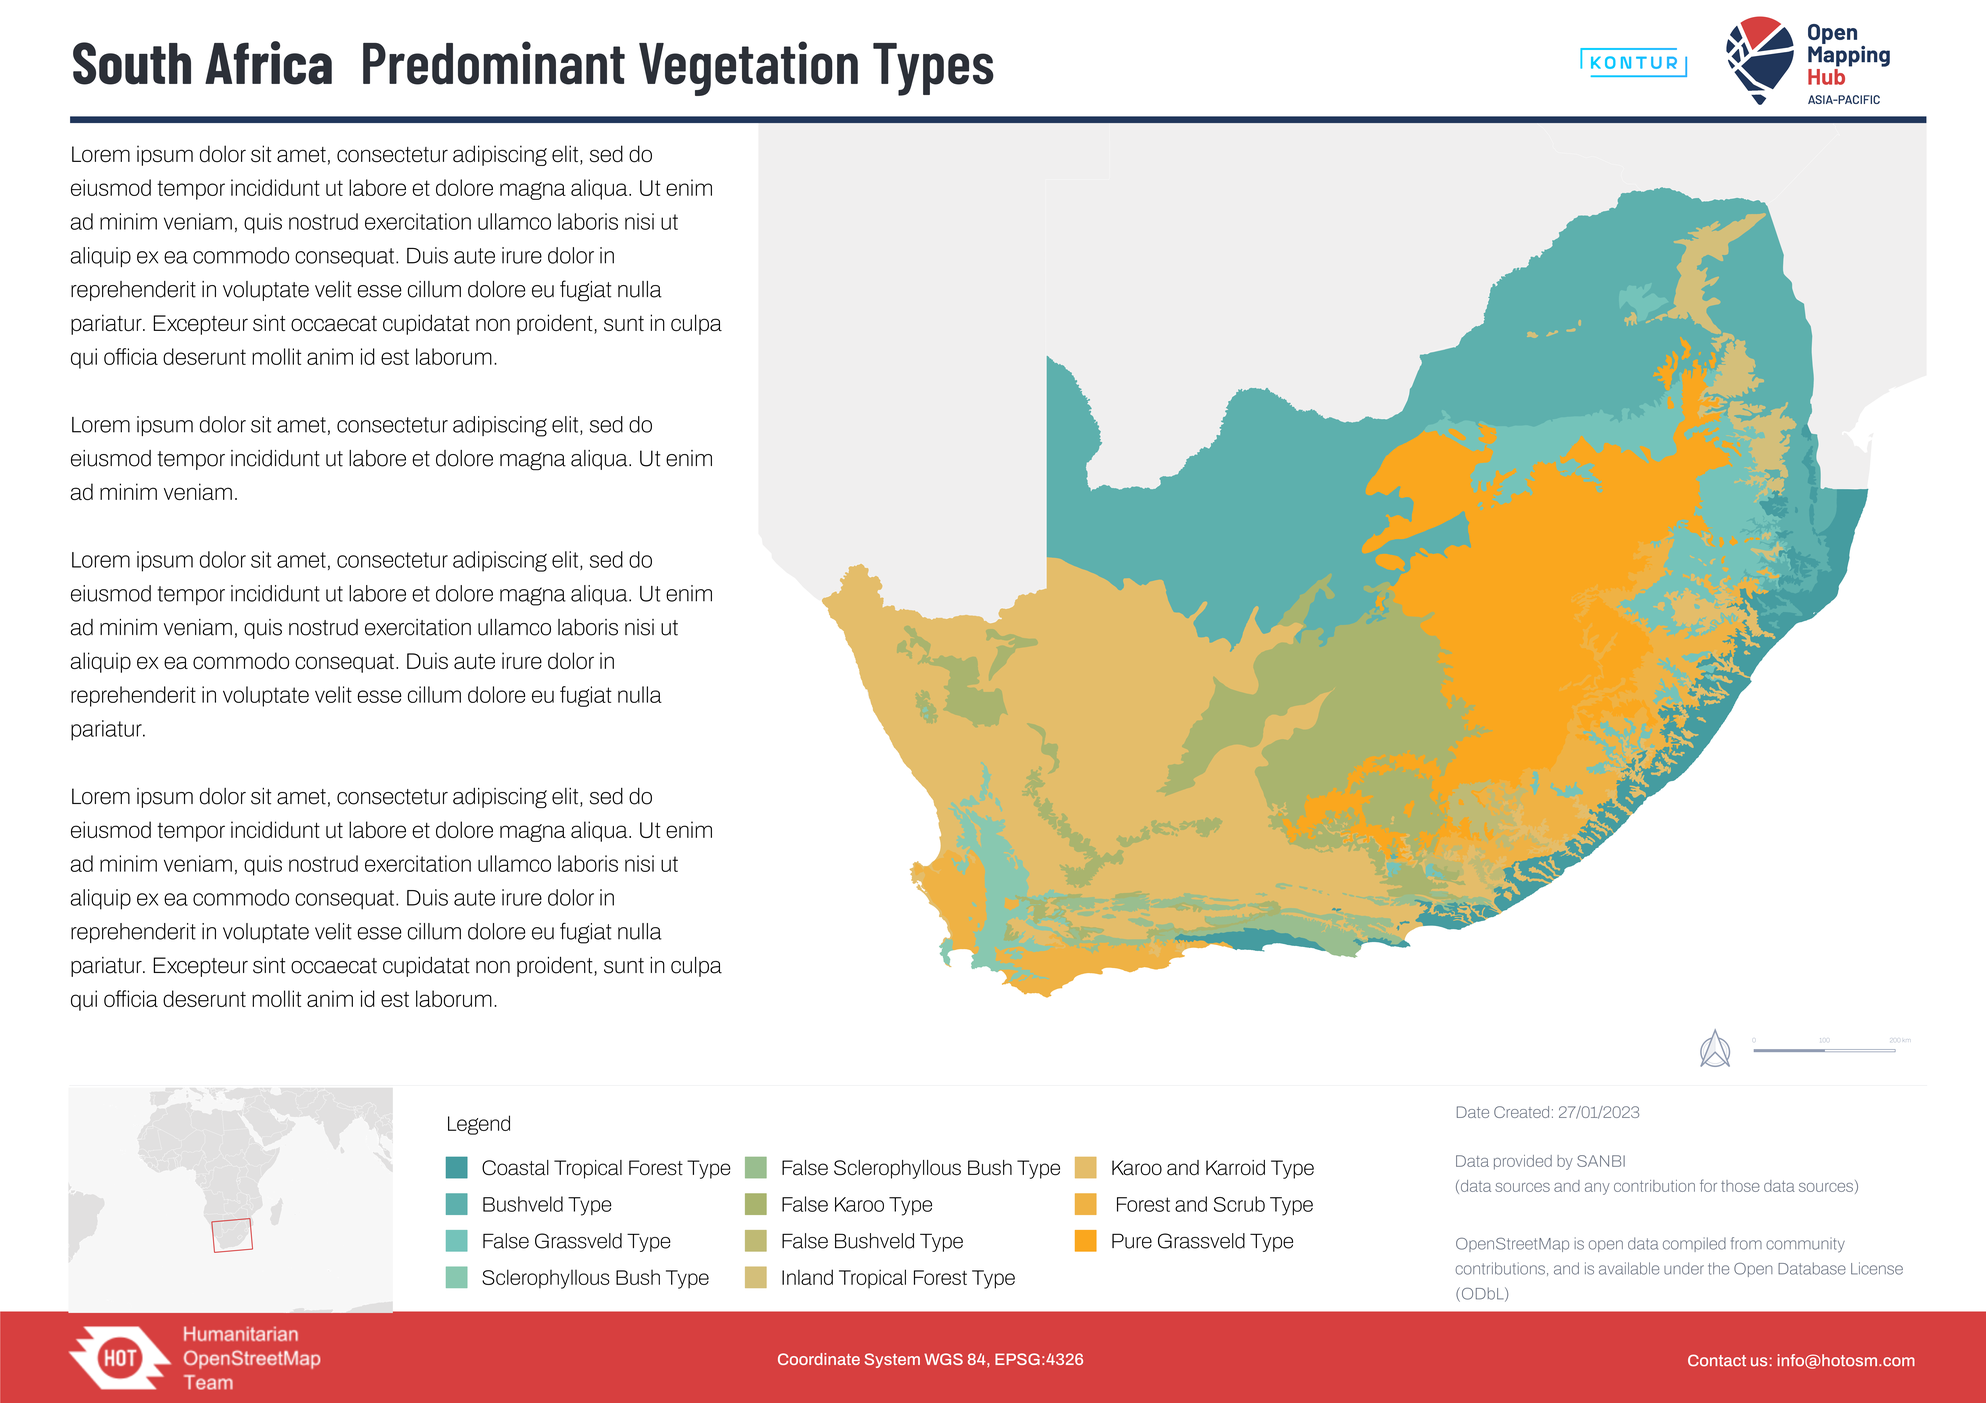 South Africa Predominant Vegetation Types
KONTUR
Open
Mapping
Hub
ASIA-PACIFIC
Lorem ipsum dolor sit amet, consectetur adipiscing elit, sed do
eiusmod tempor incididunt ut labore et dolore magna aliqua. Ut enim
ad minim veniam, quis nostrud exercitation ullamco laboris nisi ut
aliquip ex ea commodo consequat. Duis aute irure dolor in
reprehenderit in voluptate velit esse cillum dolore eu fugiat nulla
pariatur. Excepteur sint occaecat cupidatat non proident, sunt in culpa
qui officia deserunt mollit anim id est laborum.
Lorem ipsum dolor sit amet, consectetur adipiscing elit, sed do
eiusmod tempor incididunt ut labore et dolore magna aliqua. Ut enim
ad minim veniam.
Lorem ipsum dolor sit amet, consectetur adipiscing elit, sed do
eiusmod tempor incididunt ut labore et dolore magna aliqua. Ut enim
ad minim veniam, quis nostrud exercitation ullamco laboris nisi ut
aliquip ex ea commodo consequat. Duis aute irure dolor in
reprehenderit in voluptate velit esse cillum dolore eu fugiat nulla
pariatur.
Lorem ipsum dolor sit amet, consectetur adipiscing elit, sed do
eiusmod tempor incididunt ut labore et dolore magna aliqua. Ut enim
ad minim veniam, quis nostrud exercitation ullamco laboris nisi ut
aliquip ex ea commodo consequat. Duis aute irure dolor in
reprehenderit in voluptate velit esse cillum dolore eu fugiat nulla
pariatur. Excepteur sint occaecat cupidatat non proident, sunt in culpa
qui officia deserunt mollit anim id est laborum.
0 100 200 km
Legend
Coastal Tropical Forest Type
Bushveld Type
False Grassveld Type
Sclerophyllous Bush Type
False Sclerophyllous Bush Type
False Karoo Type
False Bushveld Type
Inland Tropical Forest Type
Karoo and Karroid Type
Forest and Scrub Type
Pure Grassveld Type
Date Created: 27/01/2023
Data provided by SANBI
(data sources and any contribution for those data sources)
OpenStreetMap is open data compiled from community
contributions, and is available under the Open Database License
(ODbL)
HOT
Humanitarian
OpenStreetMap
Team
Coordinate System WGS 84, EPSG:4326
Contact us: info@hotosm.com